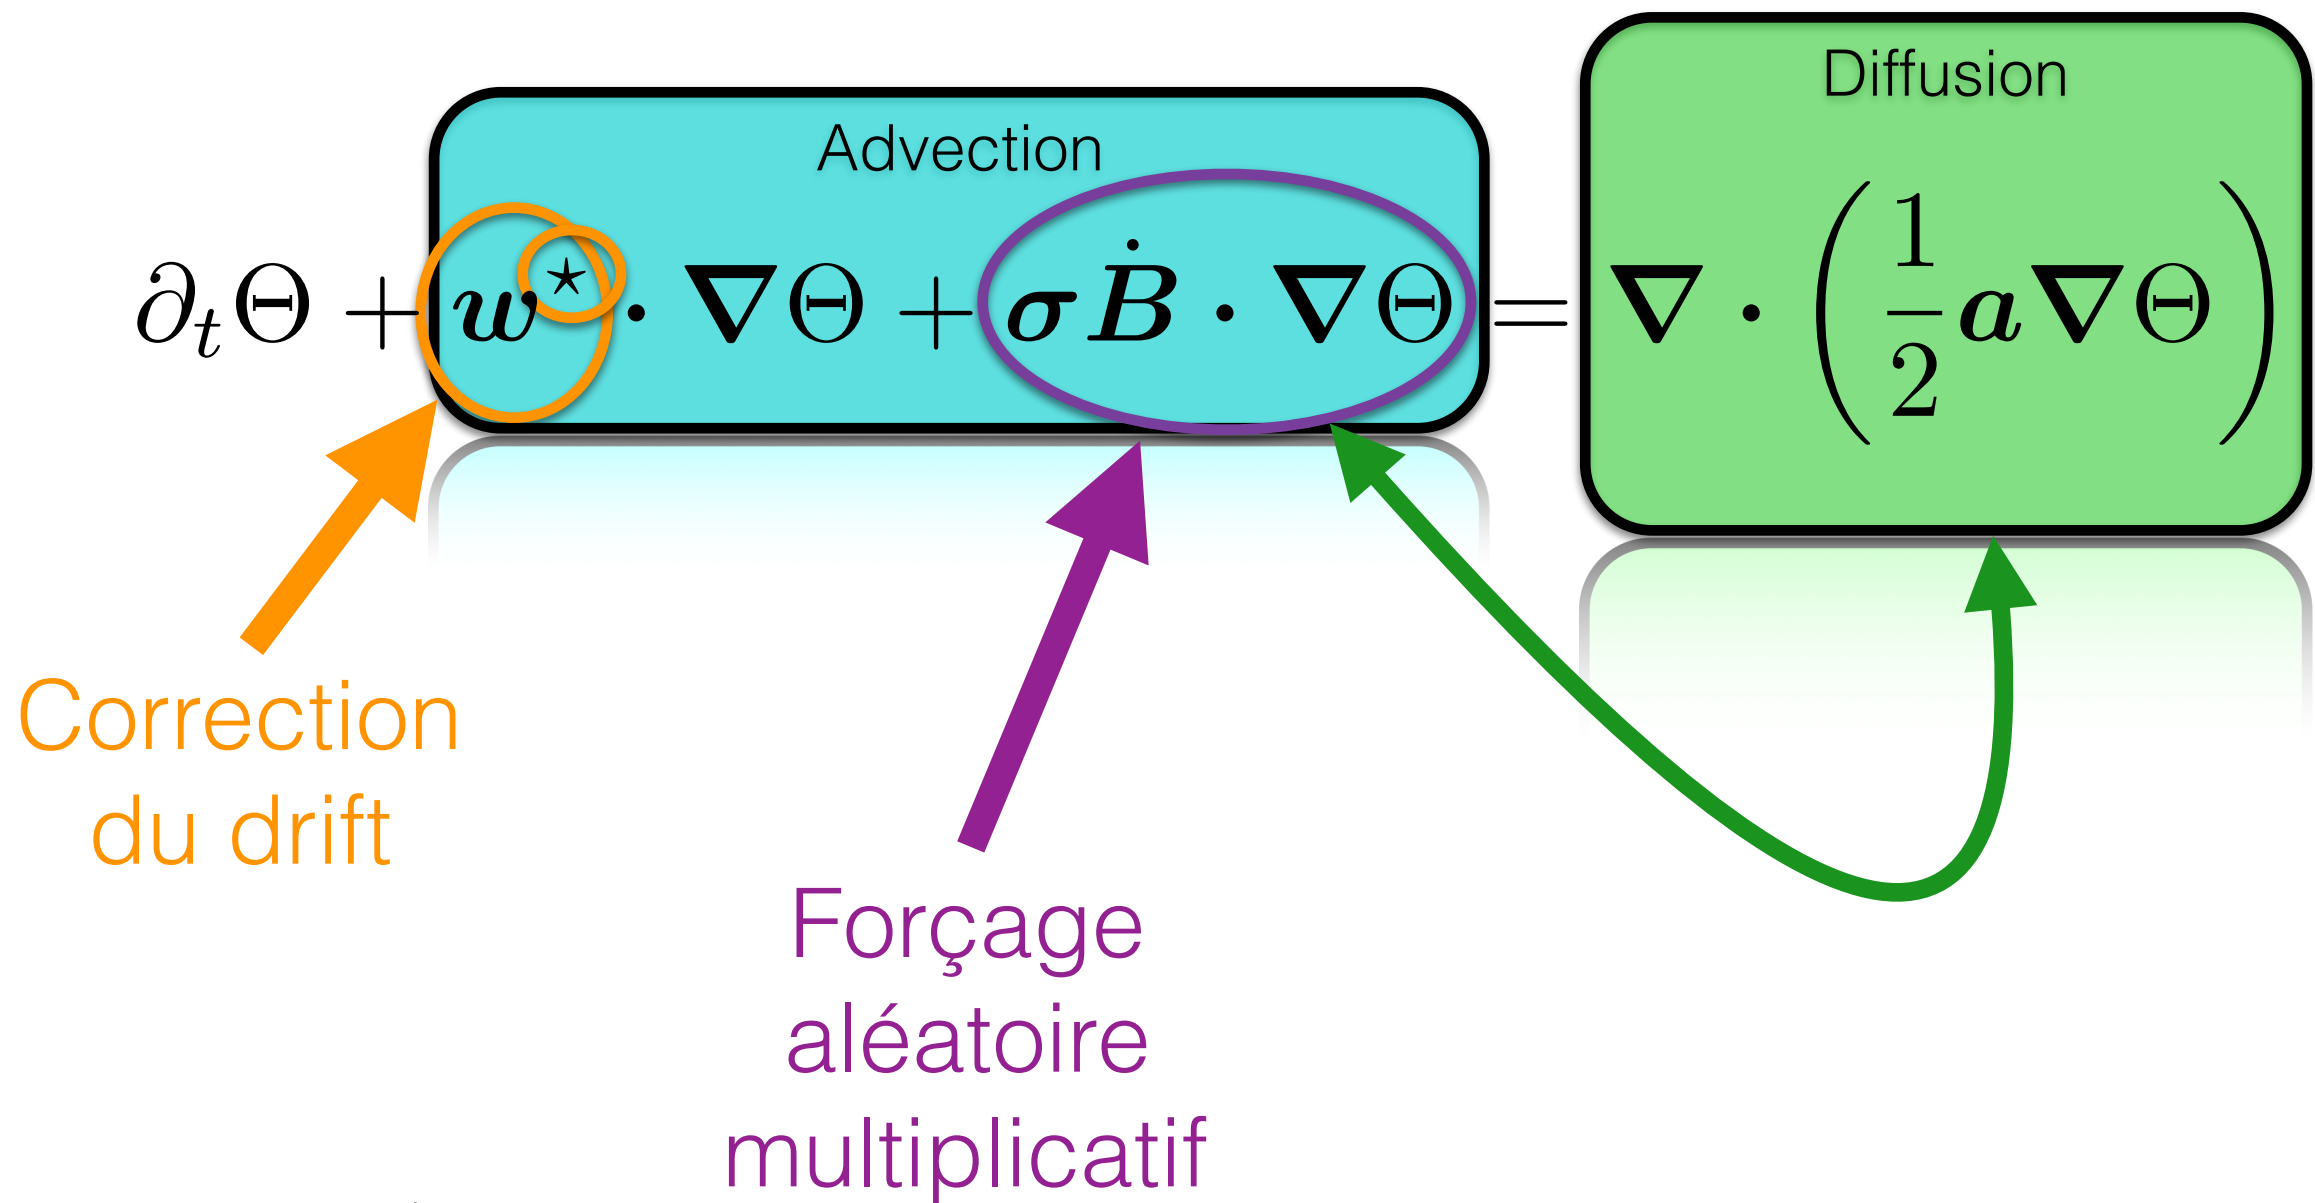 Diffusion
Advection
∂ₜΘ + w* · ∇Θ + σḂ · ∇Θ = ∇ · (1/2 a∇Θ)
Correction
du drift
Forçage
aléatoire
multiplicatif